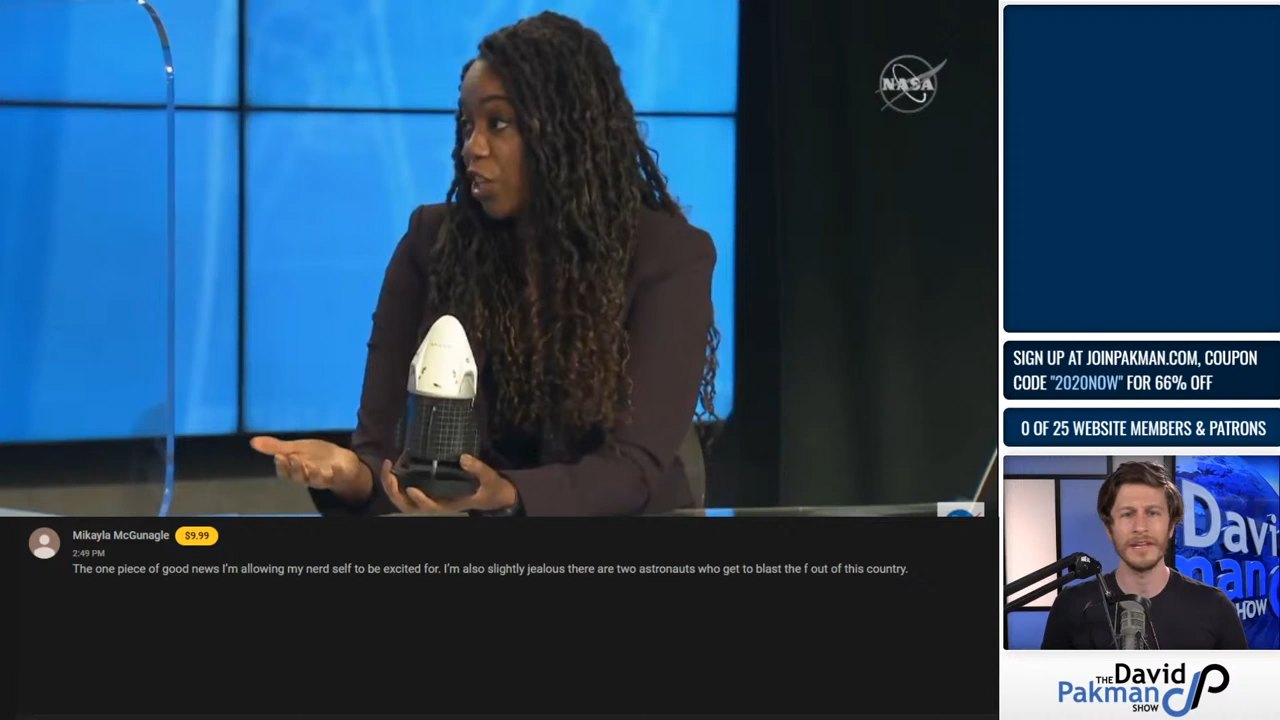 NASA
Mikayla McGunagle $9.99
2:49 PM
The one piece of good news I'm allowing my nerd self to be excited for. I'm also slightly jealous there are two astronauts who get to blast the f out of this country.
SIGN UP AT JOINPAKMAN.COM, COUPON
CODE "2020NOW" FOR 66% OFF
0 OF 25 WEBSITE MEMBERS & PATRONS
Davi
man
SHOW
THE David
Pakman
SHOW